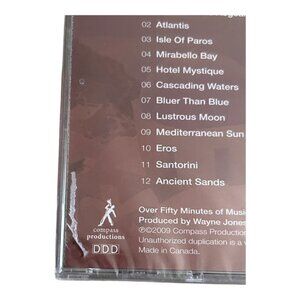 02 Atlantis
03 Isle Of Paros
04 Mirabello Bay
05 Hotel Mystique
06 Cascading Waters
07 Bluer Than Blue
08 Lustrous Moon
09 Mediterranean Sun
10 Eros
11 Santorini
12 Ancient Sands
compass
productions
DDD
Over Fifty Minutes of Music
Produced by Wayne Jones
℗©2009 Compass Production
Unauthorized duplication is a
Made in Canada.